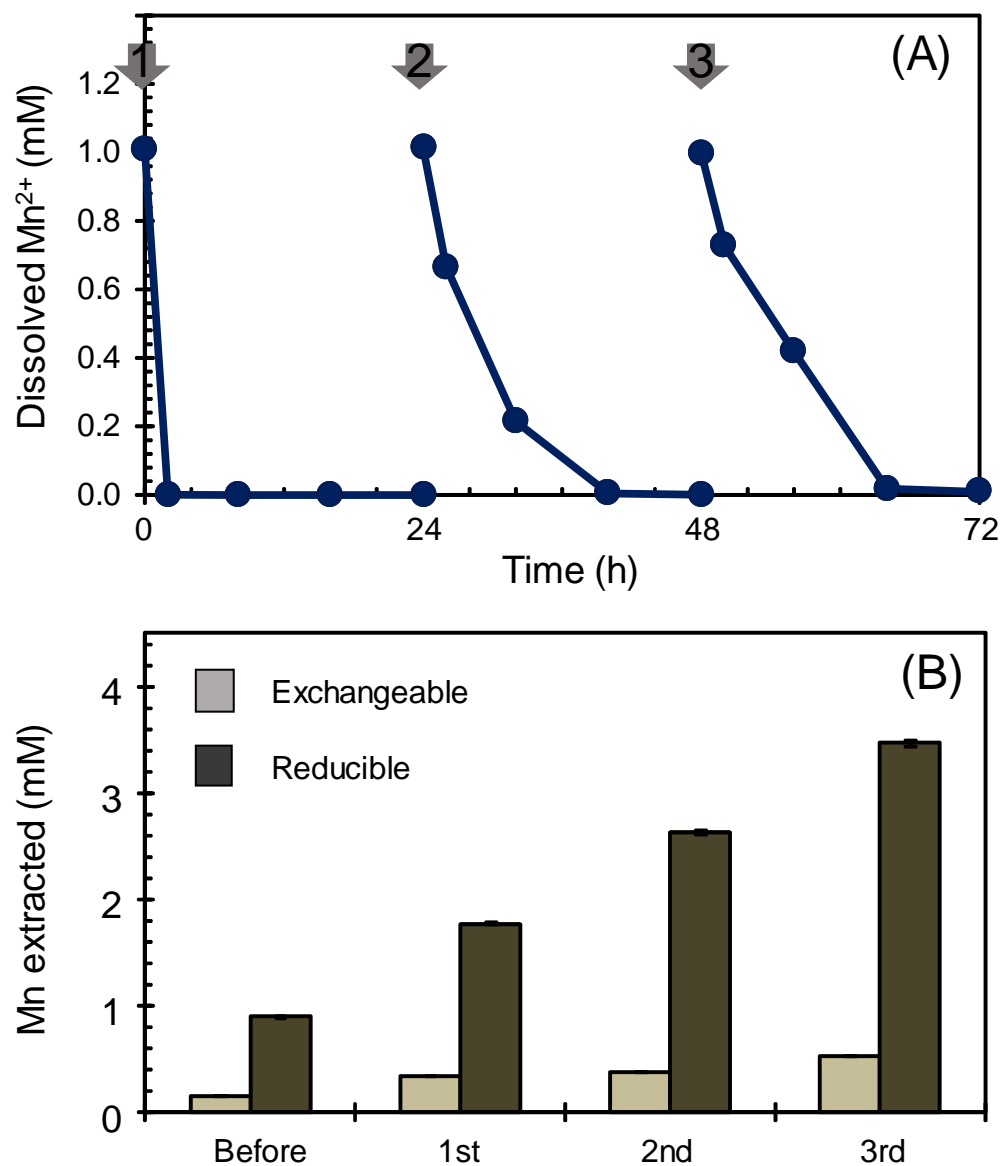 (A)
1 2 3
Dissolved Mn²⁺ (mM)
1.2
1.0
0.8
0.6
0.4
0.2
0.0
0 24 48 72
Time (h)
(B)
Exchangeable
Reducible
Mn extracted (mM)
4
3
2
1
0
Before 1st 2nd 3rd